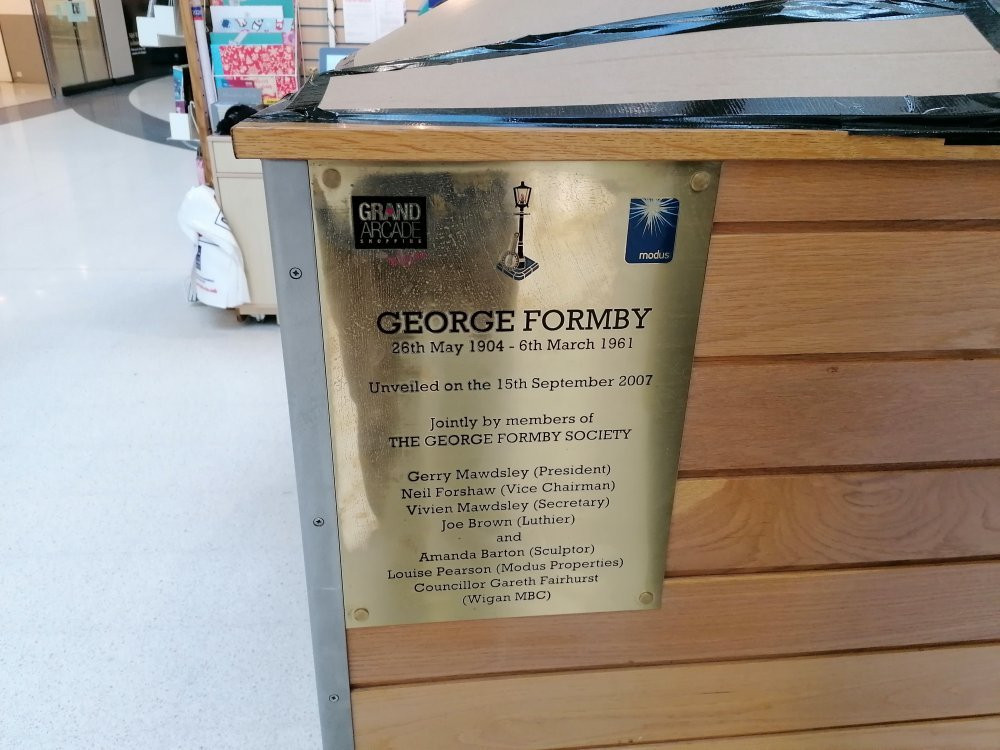 GRAND
ARCADE
SHOPPING
modus
GEORGE FORMBY
26th May 1904 - 6th March 1961
Unveiled on the 15th September 2007
Jointly by members of
THE GEORGE FORMBY SOCIETY
Gerry Mawdsley (President)
Neil Forshaw (Vice Chairman)
Vivien Mawdsley (Secretary)
Joe Brown (Luthier)
and
Amanda Barton (Sculptor)
Louise Pearson (Modus Properties)
Councillor Gareth Fairhurst
(Wigan MBC)